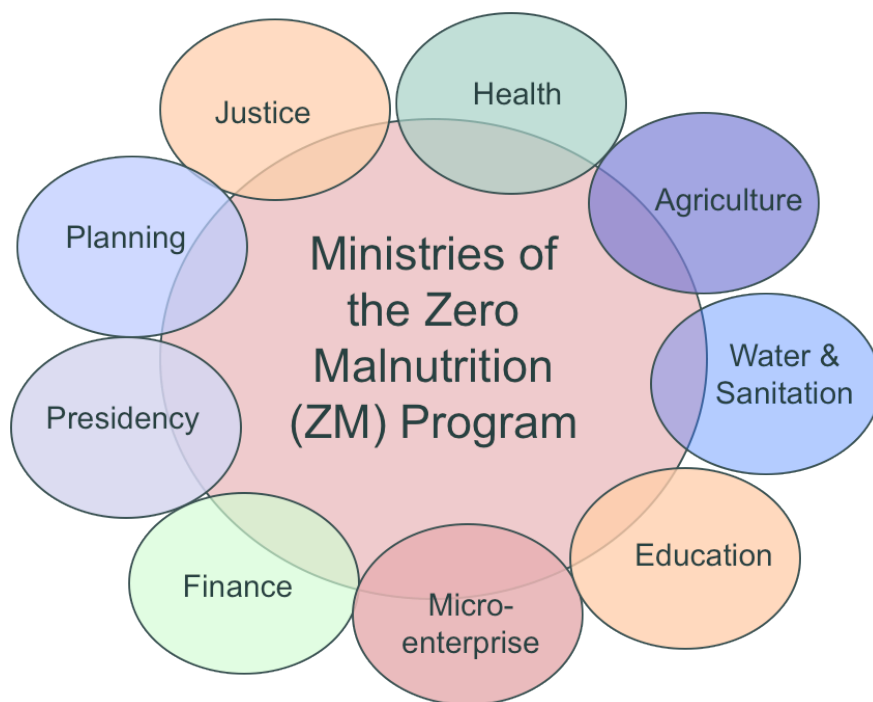 Health
Justice
Agriculture
Planning
Ministries of
the Zero
Malnutrition
(ZM) Program
Water &
Sanitation
Presidency
Education
Finance
Micro-
enterprise